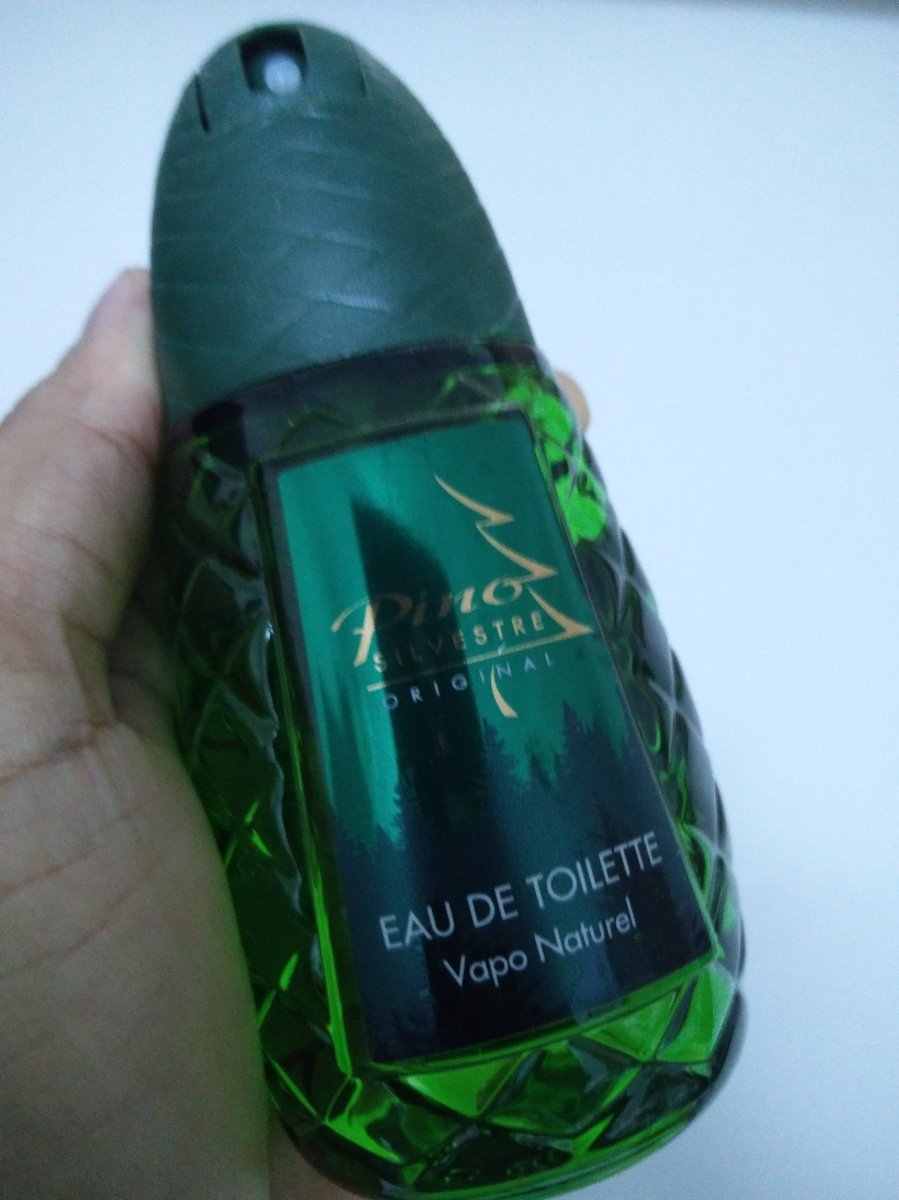 Pino
SILVESTRE
ORIGINAL
EAU DE TOILETTE
Vapo Naturel